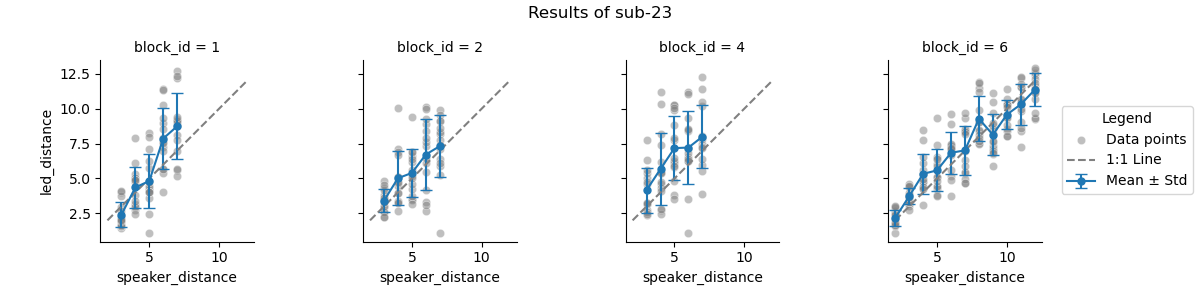 Results of sub-23
block_id = 1
block_id = 2
block_id = 4
block_id = 6
led_distance
12.5
10.0
7.5
5.0
2.5
5 10
5 10
5 10
5 10
speaker_distance
speaker_distance
speaker_distance
speaker_distance
Legend
Data points
1:1 Line
Mean ± Std